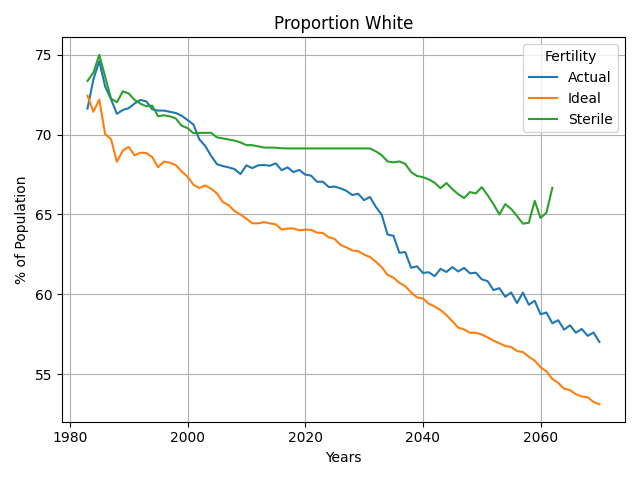 Proportion White
% of Population
75
70
65
60
55
1980
2000
2020
2040
2060
Years
Fertility
Actual
Ideal
Sterile